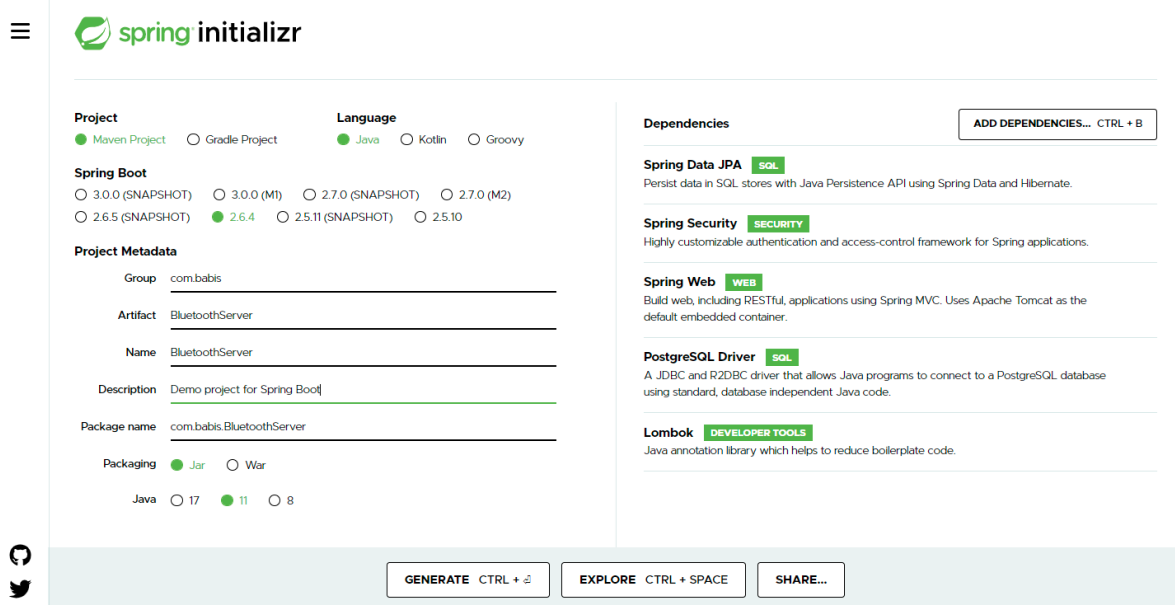 spring initializr
Project
Maven Project Gradle Project
Language
Java Kotlin Groovy
Spring Boot
3.0.0 (SNAPSHOT) 3.0.0 (M1) 2.7.0 (SNAPSHOT) 2.7.0 (M2)
2.6.5 (SNAPSHOT) 2.6.4 2.5.11 (SNAPSHOT) 2.5.10
Project Metadata
Group com.babis
Artifact BluetoothServer
Name BluetoothServer
Description Demo project for Spring Boot
Package name com.babis.BluetoothServer
Packaging Jar War
Java 17 11 8
Dependencies
ADD DEPENDENCIES... CTRL + B
Spring Data JPA SQL
Persist data in SQL stores with Java Persistence API using Spring Data and Hibernate.
Spring Security SECURITY
Highly customizable authentication and access-control framework for Spring applications.
Spring Web WEB
Build web, including RESTful, applications using Spring MVC. Uses Apache Tomcat as the
default embedded container.
PostgreSQL Driver SQL
A JDBC and R2DBC driver that allows Java programs to connect to a PostgreSQL database
using standard, database independent Java code.
Lombok DEVELOPER TOOLS
Java annotation library which helps to reduce boilerplate code.
GENERATE CTRL + ⏎
EXPLORE CTRL + SPACE
SHARE...